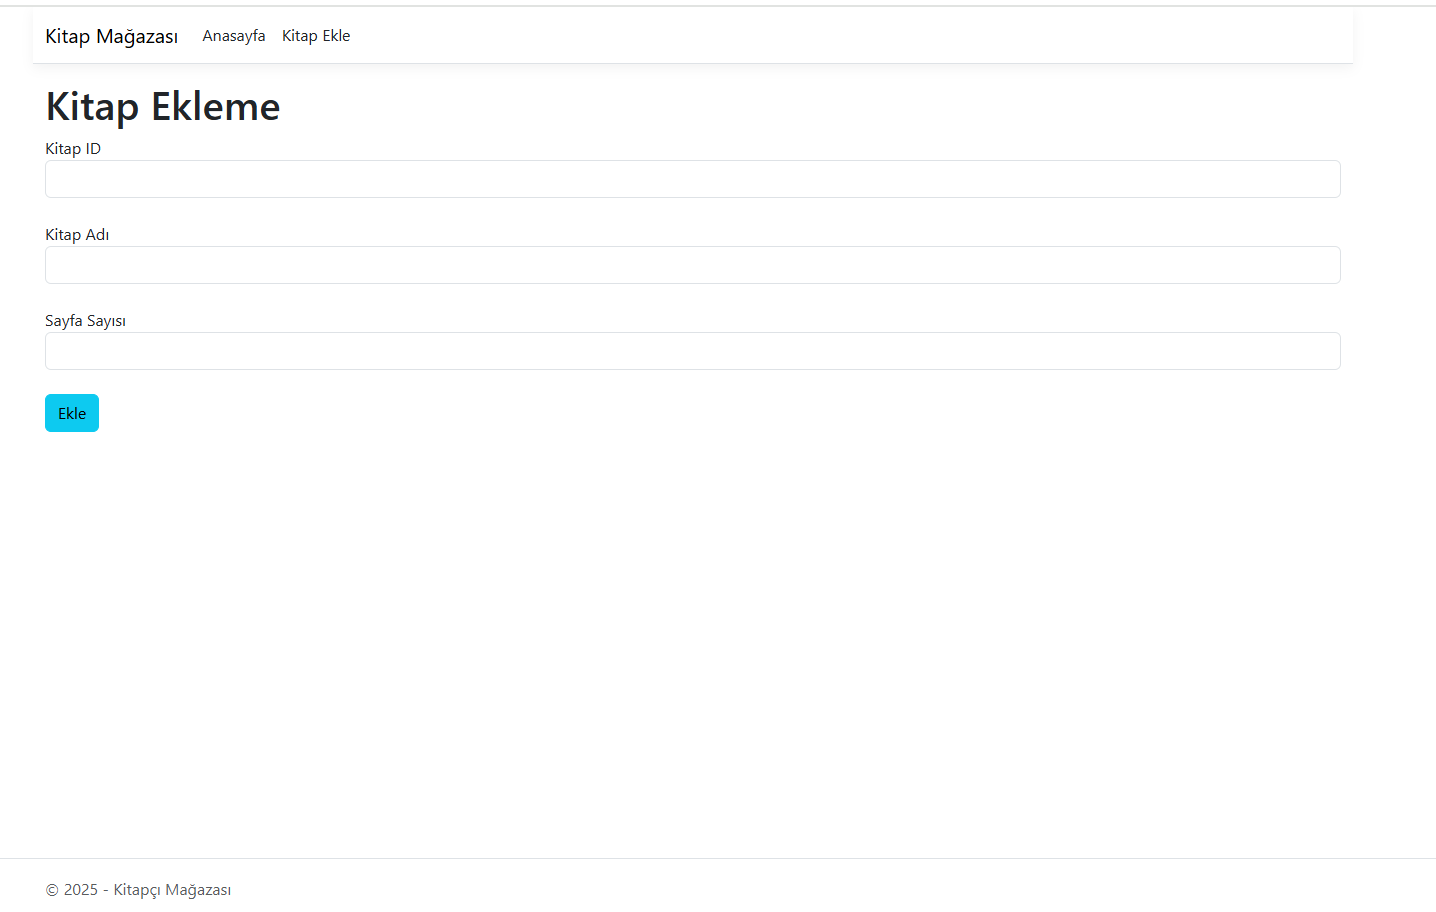 Kitap Mağazası Anasayfa Kitap Ekle
Kitap Ekleme
Kitap ID
Kitap Adı
Sayfa Sayısı
Ekle
© 2025 - Kitapçı Mağazası